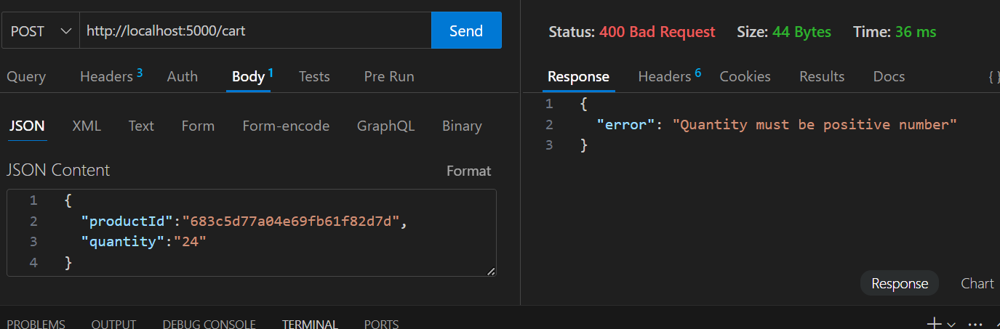 POST http://localhost:5000/cart Send
Query Headers 3 Auth Body 1 Tests Pre Run
JSON XML Text Form Form-encode GraphQL Binary
JSON Content Format
1 {
2 "productId":"683c5d77a04e69fb61f82d7d",
3 "quantity":"24"
4 }
Status: 400 Bad Request Size: 44 Bytes Time: 36 ms
Response Headers 6 Cookies Results Docs { }
1 {
2 "error": "Quantity must be positive number"
3 }
Response Chart
PROBLEMS OUTPUT DEBUG CONSOLE TERMINAL PORTS